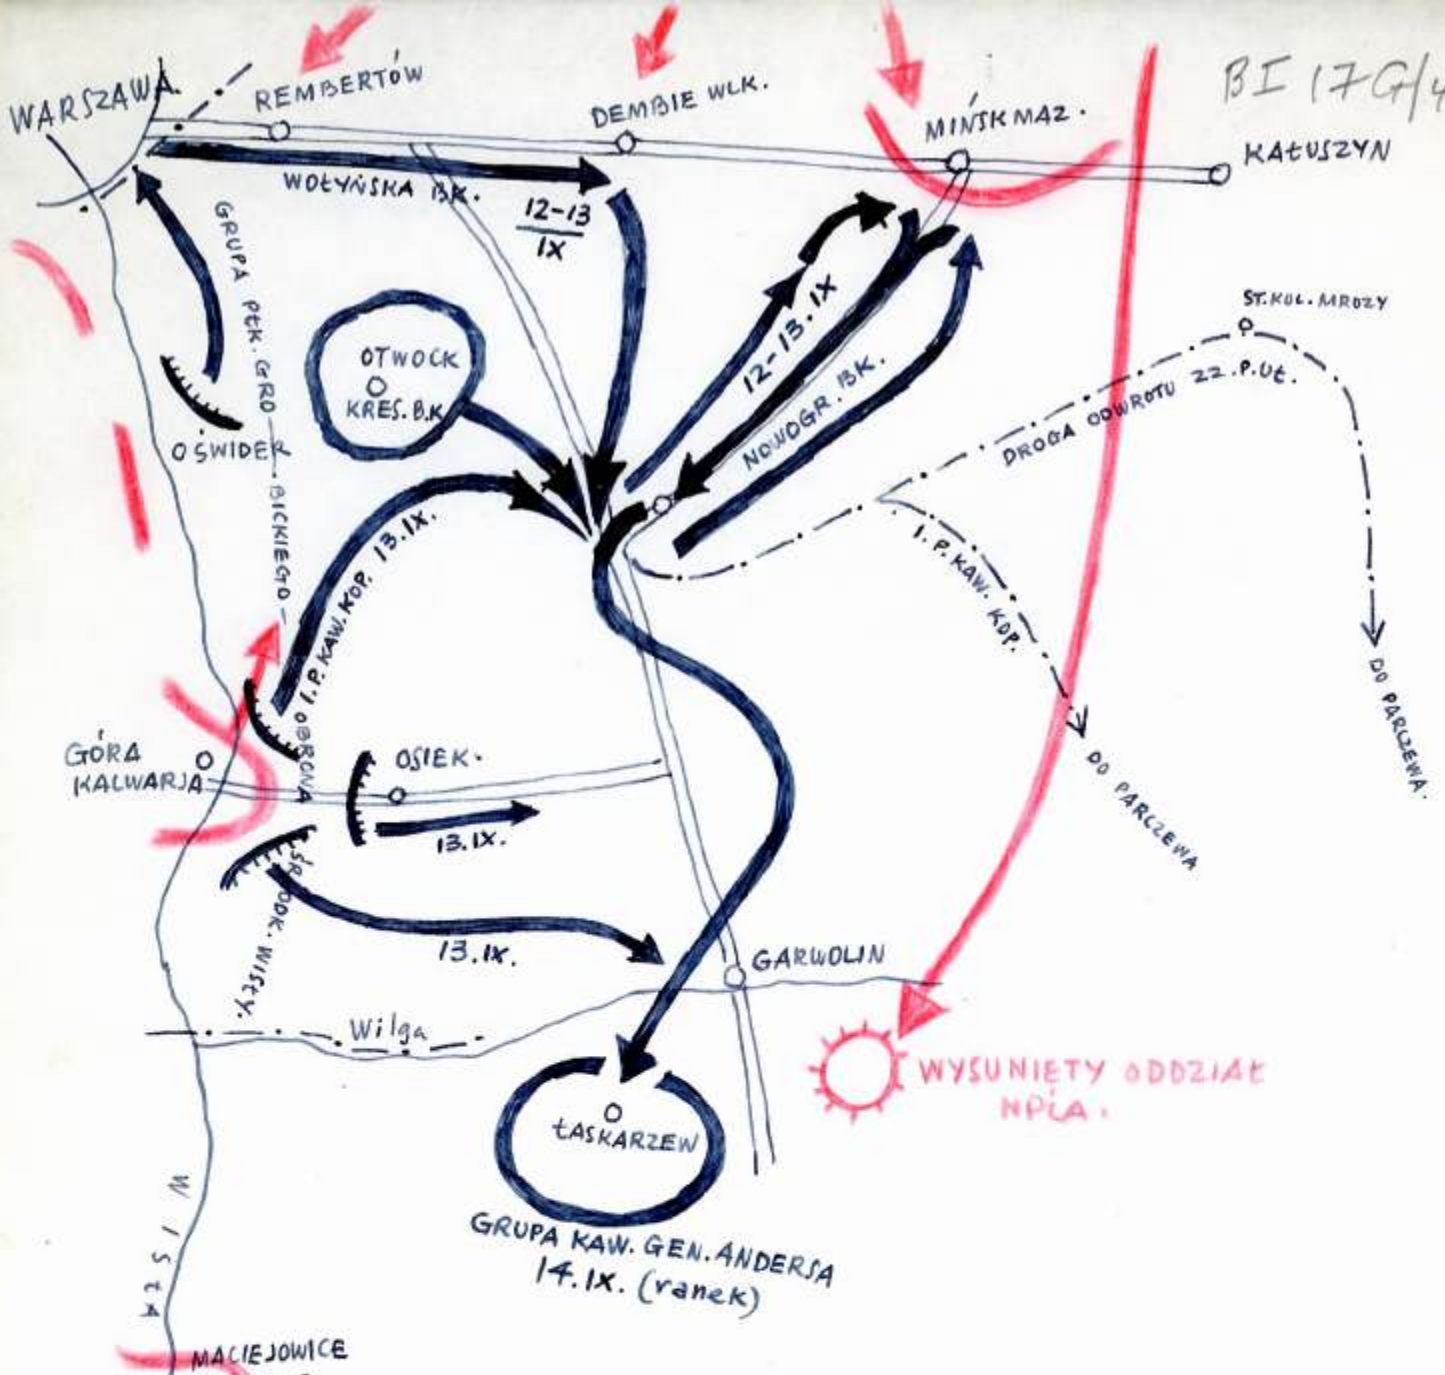 BI 17G/4
WARSZAWA.
REMBERTÓW
DEMBIE WLK.
MIŃSK MAZ.
KAŁUSZYN
WOŁYŃSKA BK.
12-13
IX
GRUPA PŁK. GRO BICKIEGO
OTWOCK
KRES. B.K
12-13.IX
NOWOGR. BK.
ST. KOL. MROZY
DROGA ODWROTU 22.P.UŁ.
OŚWIDER
I.P.KAW.KOP. 13.IX.
I.P.KAW. KOP.
DO PARCZEWA.
DO PARCZEWA
GÓRA
KALWARJA
OBRONA
OSIEK.
13.IX.
ŚR ODK. WISŁY.
13.IX.
GARWOLIN
Wilga
WYSUNIĘTY ODDZIAŁ
NPLA.
ŁASKARZEW
GRUPA KAW. GEN. ANDERSA
14.IX. (ranek)
WISŁA
MACIEJOWICE